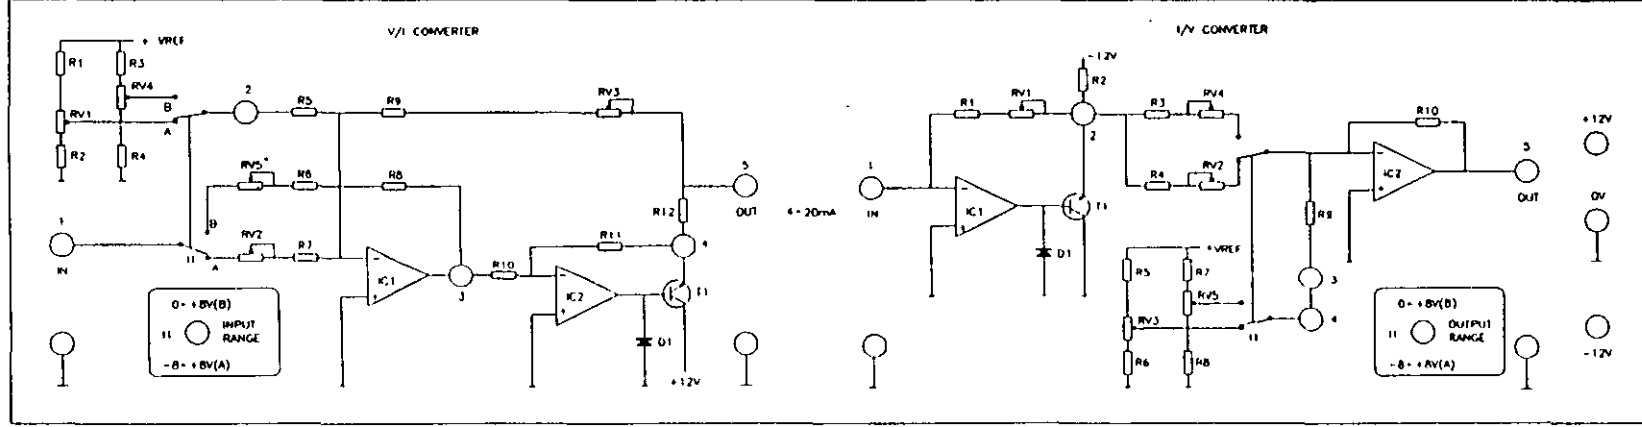 V/I CONVERTER
+ VREF
R1
R3
RV4
B
RV1
A
R2
R4
2
R5
R9
RV3
RV5*
R6
R8
B
1
IN
I1
A
RV2
R7
IC1
3
R10
R11
IC2
R12
4
T1
D1
+12V
5
OUT
0÷+8V(B)
I1
INPUT
RANGE
-8÷+8V(A)
4÷20mA
I/V CONVERTER
-12V
R2
R1
RV1
2
R3
RV4
R4
RV2
1
IN
IC1
T1
D1
+VREF
R5
R7
RV5
RV3
R6
R8
I1
R9
3
4
R10
IC2
5
OUT
0÷+8V(B)
I1
OUTPUT
RANGE
-8÷+8V(A)
+12V
0V
-12V